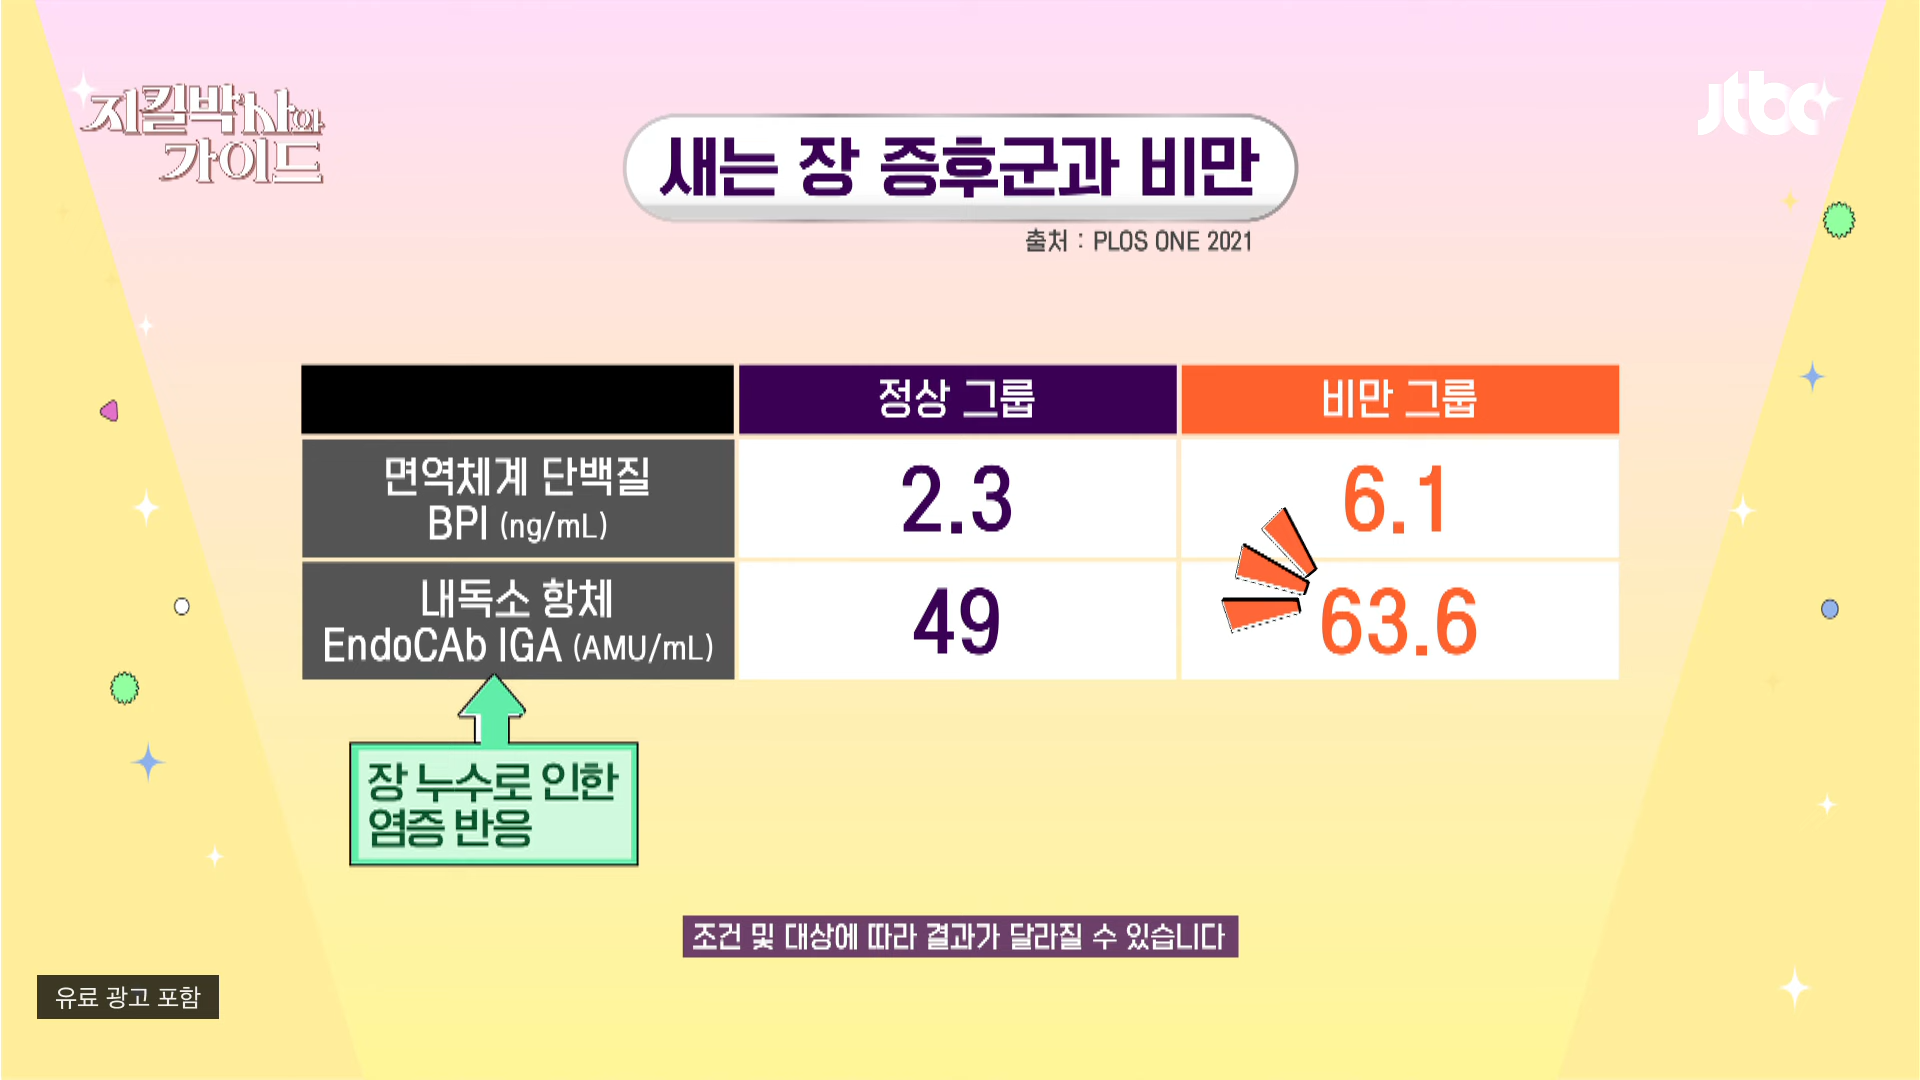 지킬박사와
가이드
jtbc
새는 장 증후군과 비만
출처 : PLOS ONE 2021
정상 그룹
비만 그룹
면역체계 단백질
BPI (ng/mL)
2.3
6.1
내독소 항체
EndoCAb IGA (AMU/mL)
49
63.6
장 누수로 인한
염증 반응
조건 및 대상에 따라 결과가 달라질 수 있습니다
유료 광고 포함